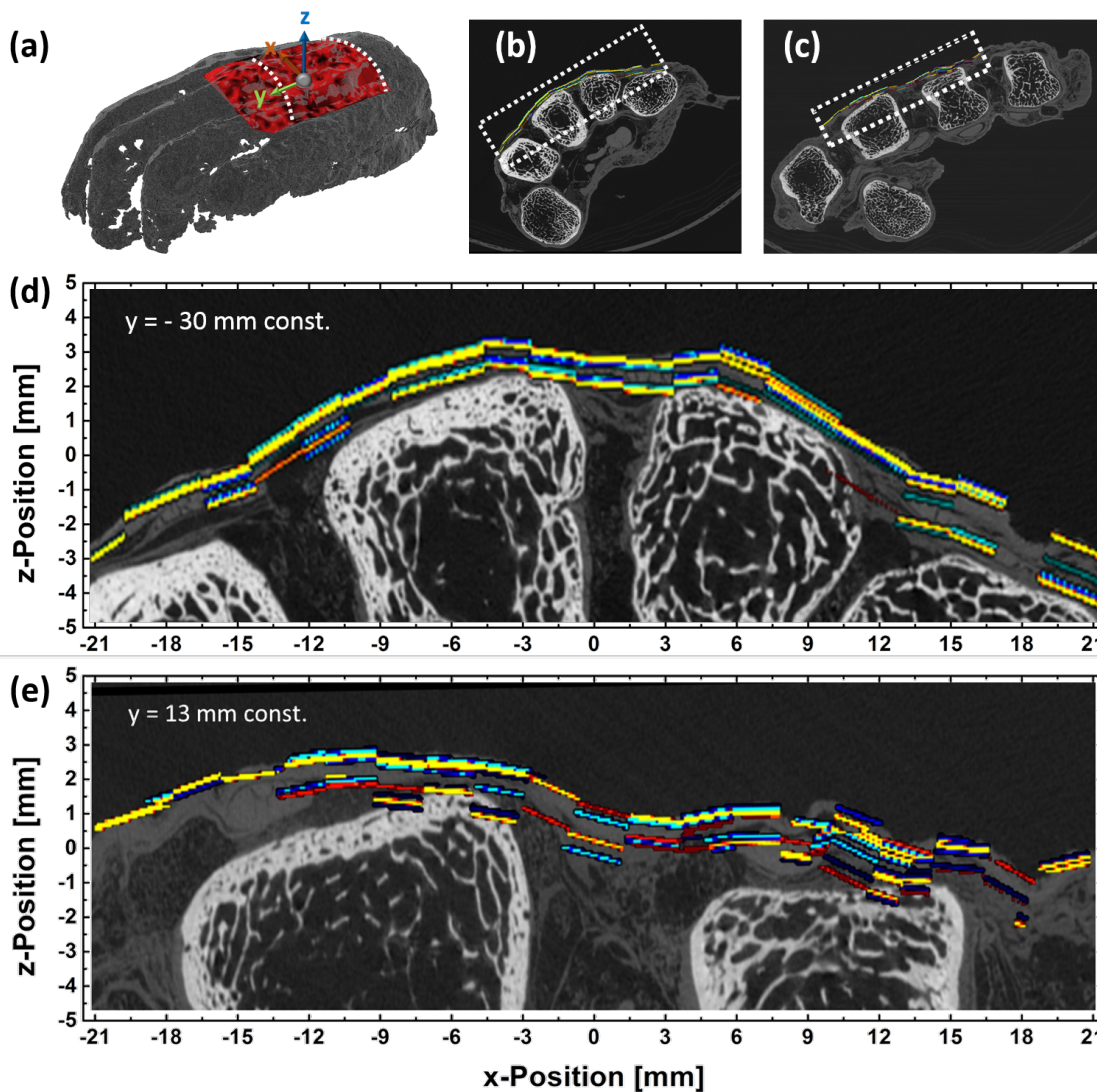 (a)
z
x
y
(b)
(c)
(d)
y = - 30 mm const.
z-Position [mm]
5
4
3
2
1
0
-1
-2
-3
-4
-5
-21 -18 -15 -12 -9 -6 -3 0 3 6 9 12 15 18 21
(e)
y = 13 mm const.
z-Position [mm]
5
4
3
2
1
0
-1
-2
-3
-4
-5
-21 -18 -15 -12 -9 -6 -3 0 3 6 9 12 15 18 21
x-Position [mm]